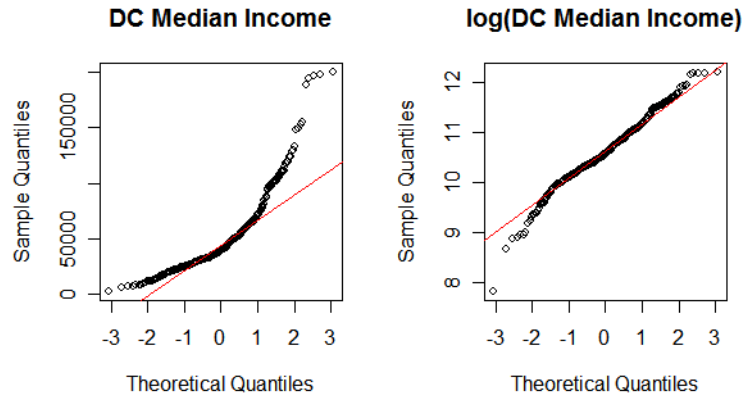 DC Median Income
Sample Quantiles
0 50000 150000
-3 -2 -1 0 1 2 3
Theoretical Quantiles
log(DC Median Income)
Sample Quantiles
8 9 10 11 12
-3 -2 -1 0 1 2 3
Theoretical Quantiles